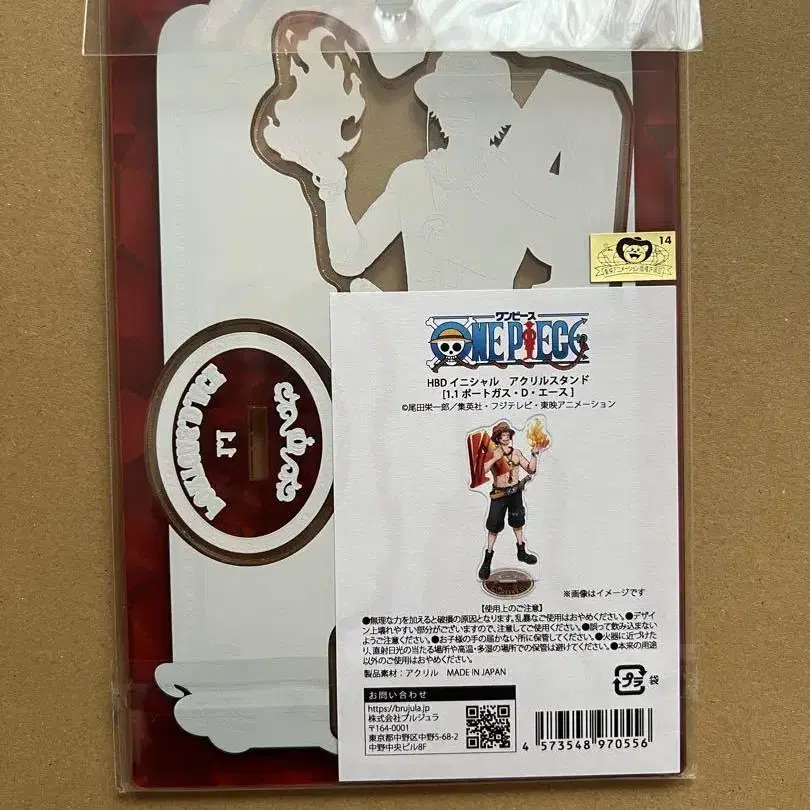 14
東映アニメーション
ワンピース
ONE PIECE
HBD イニシャル　アクリルスタンド
[1.1 ポートガス・D・エース]
©尾田栄一郎／集英社・フジテレビ・東映アニメーション
※画像はイメージです
【使用上のご注意】
●無理な力を加えると破損の原因となります。乱暴なご使用はおやめください。●デザイン
上壊れやすい部分がございますので、注意してご使用ください。●誤って飲み込まない
ようご注意ください。●お子様の手の届かない所に保管してください。●火器に近づけた
り、直射日光の当たる場所や高温・多湿の場所での保管は避けてください。●本来の用途
以外のご使用はおやめください。
製品素材：アクリル　MADE IN JAPAN
お問い合わせ
https://brujula.jp
株式会社ブルジュラ
〒164-0001
東京都中野区中野5-68-2
中野中央ビル8F
プラ
袋
4 573548 970556
1.1